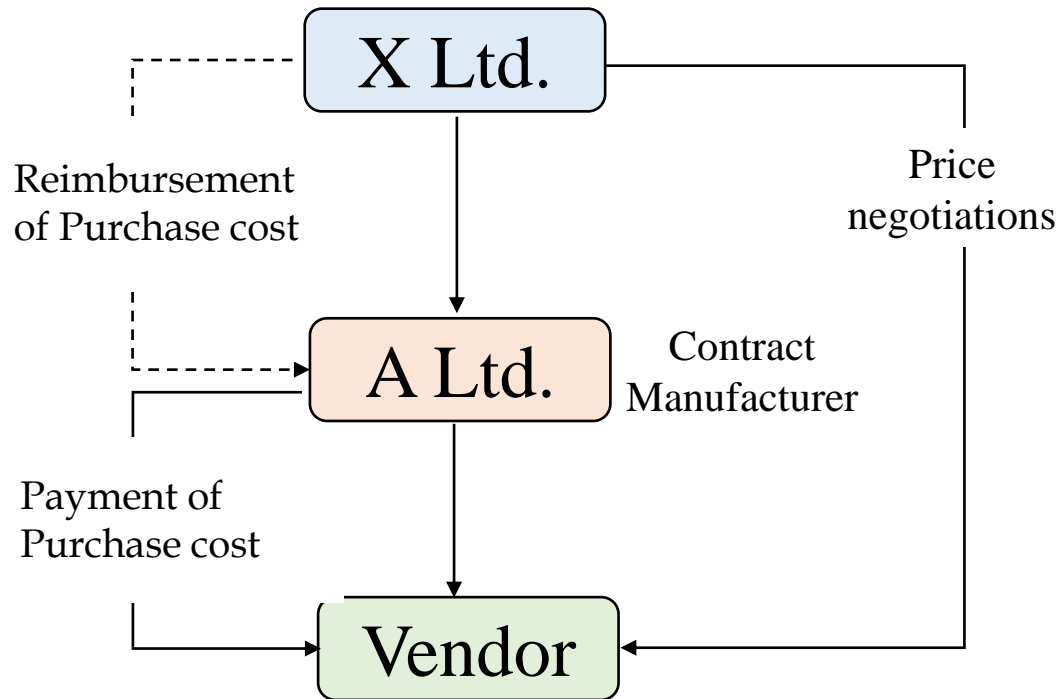 X Ltd.
Reimbursement
of Purchase cost
Price
negotiations
A Ltd.
Contract
Manufacturer
Payment of
Purchase cost
Vendor